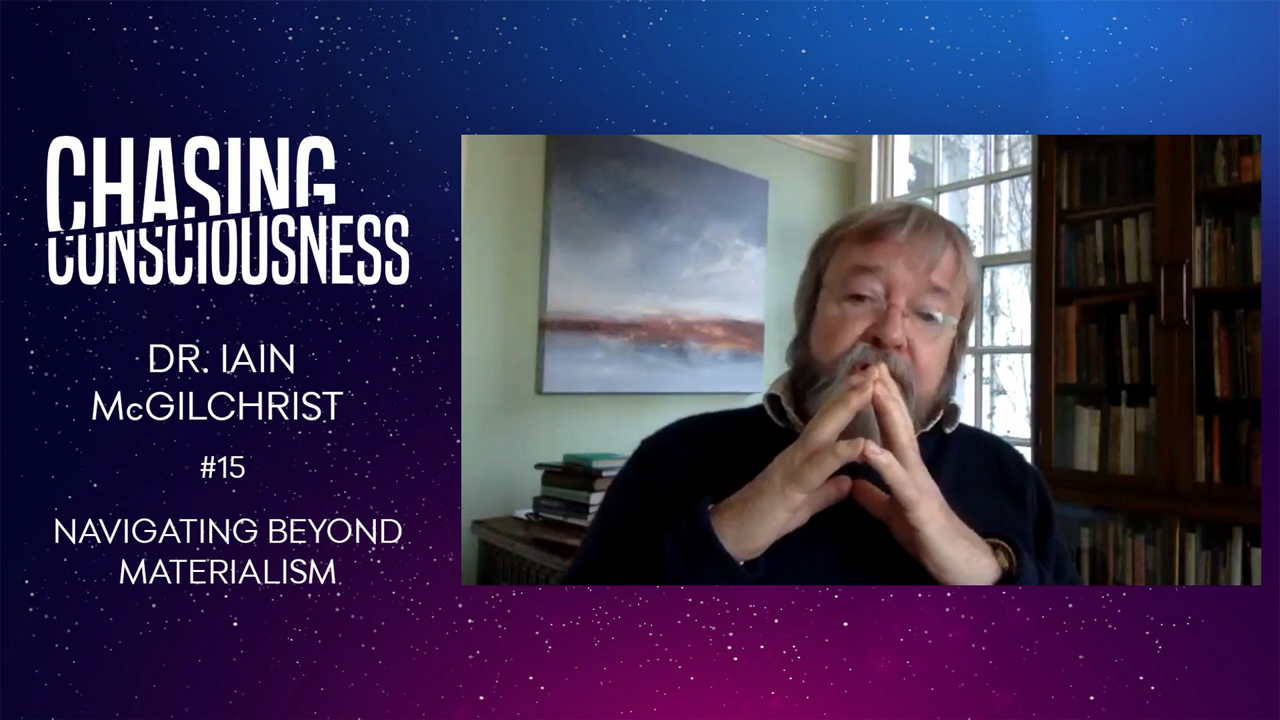 CHASING
CONSCIOUSNESS
DR. IAIN
McGILCHRIST
#15
NAVIGATING BEYOND
MATERIALISM